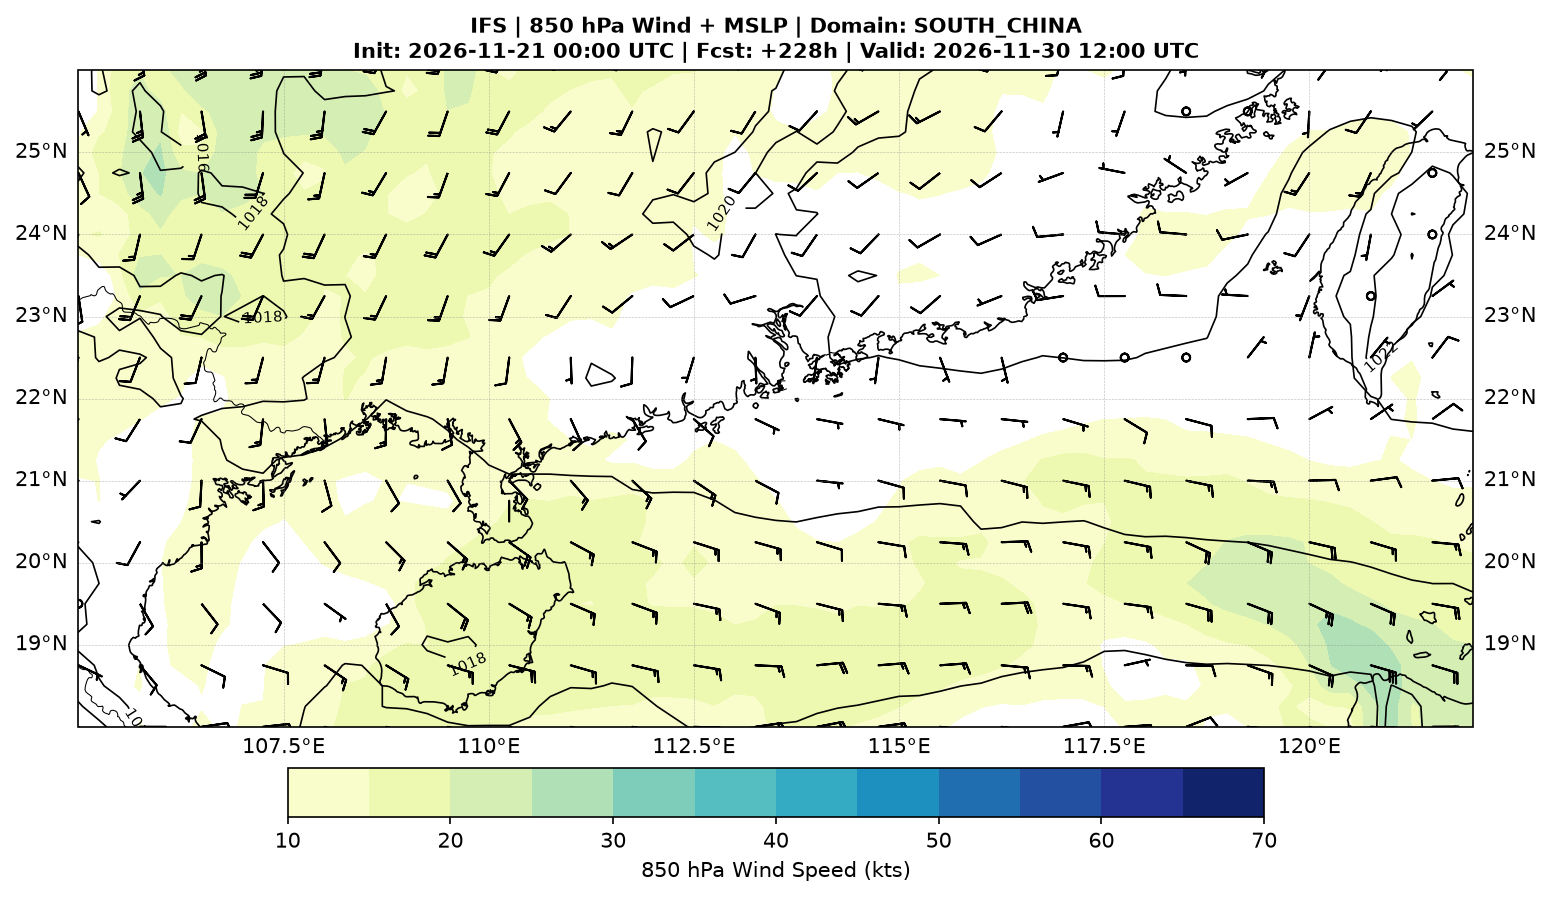 IFS | 850 hPa Wind + MSLP | Domain: SOUTH_CHINA
Init: 2026-11-21 00:00 UTC | Fcst: +228h | Valid: 2026-11-30 12:00 UTC
25°N
24°N
23°N
22°N
21°N
20°N
19°N
1018
1020
1018
1022
1018
25°N
24°N
23°N
22°N
21°N
20°N
19°N
107.5°E 110°E 112.5°E 115°E 117.5°E 120°E
10 20 30 40 50 60 70
850 hPa Wind Speed (kts)